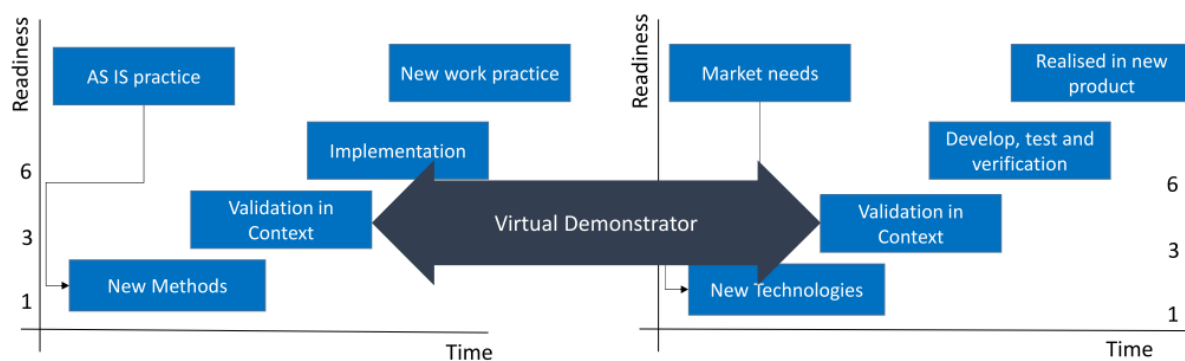 Readiness
AS IS practice
New work practice
Implementation
6
Validation in
Context
3
New Methods
1
Time
Virtual Demonstrator
Readiness
Market needs
Realised in new
product
Develop, test and
verification
6
Validation in
Context
3
New Technologies
1
Time